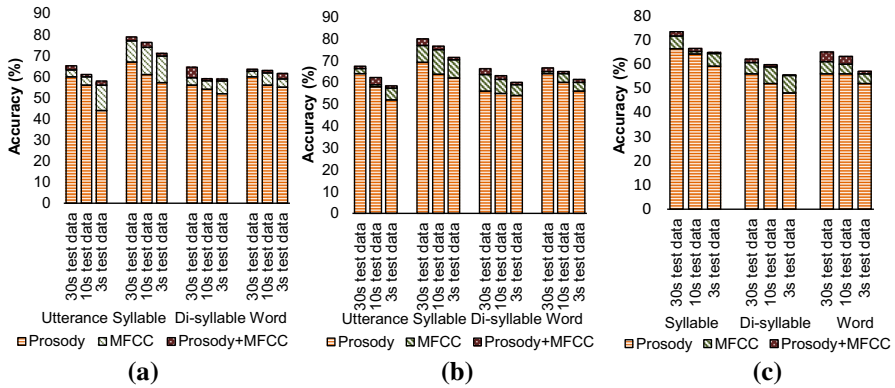 90
80
70
60
50
40
30
20
10
0
Accuracy (%)
30s test data
10s test data
3s test data
30s test data
10s test data
3s test data
30s test data
10s test data
3s test data
30s test data
10s test data
3s test data
Utterance Syllable Di-syllable Word
Prosody MFCC Prosody+MFCC
(a)
90
80
70
60
50
40
30
20
10
0
Accuracy (%)
30s test data
10s test data
3s test data
30s test data
10s test data
3s test data
30s test data
10s test data
3s test data
30s test data
10s test data
3s test data
Utterance Syllable Di-syllable Word
Prosody MFCC Prosody+MFCC
(b)
80
70
60
50
40
30
20
10
0
Accuracy (%)
30s test data
10s test data
3s test data
30s test data
10s test data
3s test data
30s test data
10s test data
3s test data
Syllable Di-syllable Word
Prosody MFCC Prosody+MFCC
(c)